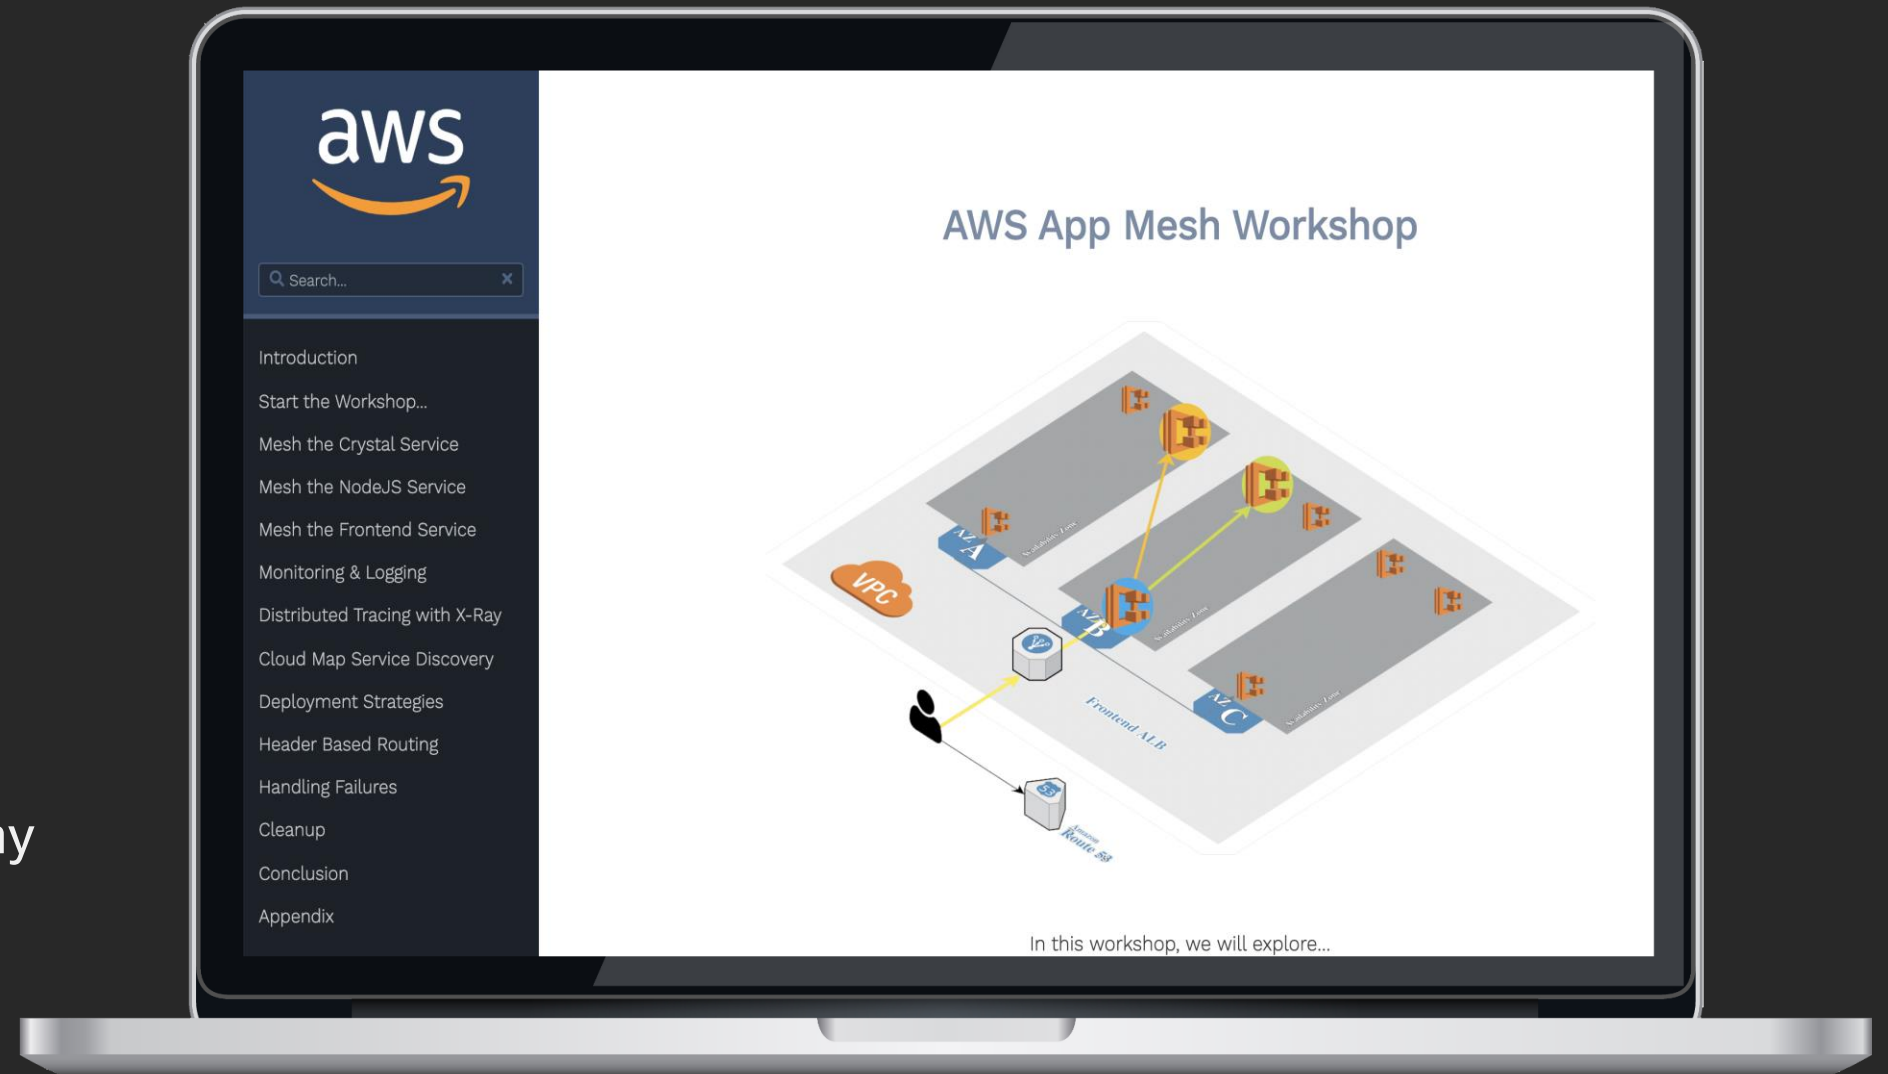 aws
Search...
Introduction
Start the Workshop...
Mesh the Crystal Service
Mesh the NodeJS Service
Mesh the Frontend Service
Monitoring & Logging
Distributed Tracing with X-Ray
Cloud Map Service Discovery
Deployment Strategies
Header Based Routing
Handling Failures
Cleanup
Conclusion
Appendix
AWS App Mesh Workshop
AZ A
VPC
AZ B
AZ C
Frontend ALB
53
Amazon
Route 53
In this workshop, we will explore...